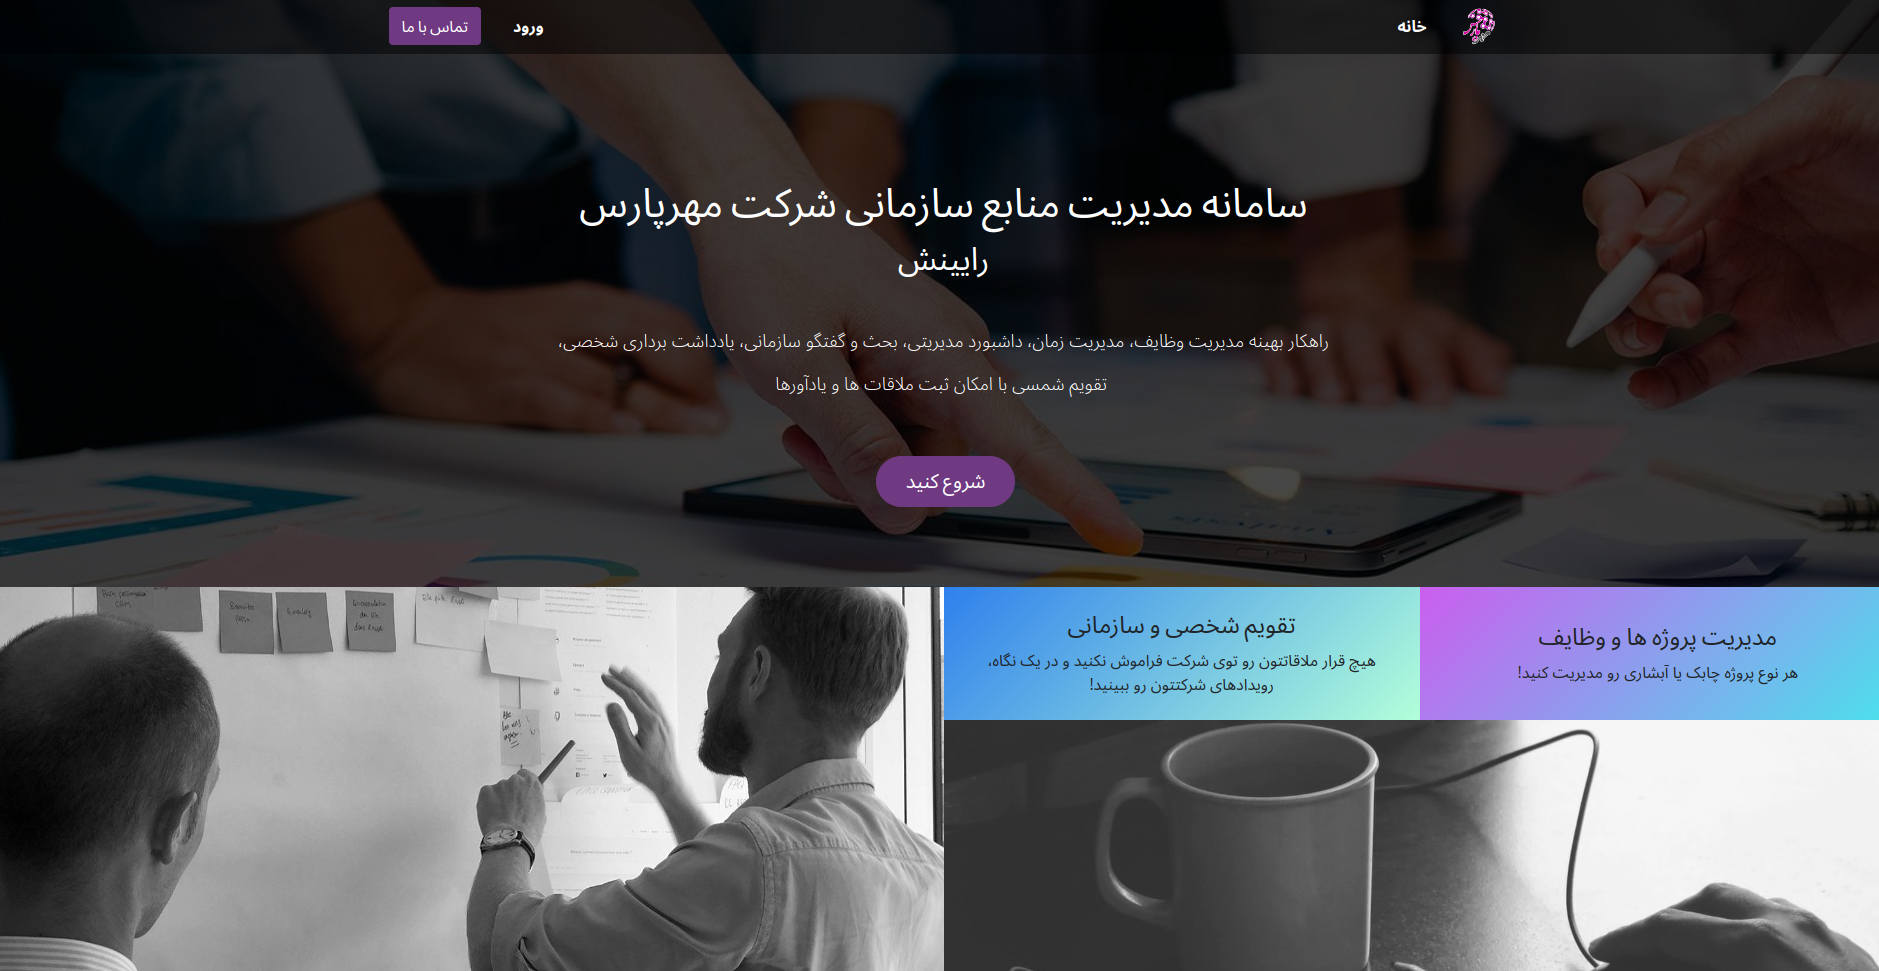 خانه
ورود
تماس با ما
سامانه مدیریت منابع سازمانی شرکت مهرپارس
رایینش
راهکار بهینه مدیریت وظایف، مدیریت زمان، داشبورد مدیریتی، بحث و گفتگو سازمانی، یادداشت برداری شخصی،
تقویم شمسی با امکان ثبت ملاقات ها و یادآورها
شروع کنید
مدیریت پروژه ها و وظایف
هر نوع پروژه چابک یا آبشاری رو مدیریت کنید!
تقویم شخصی و سازمانی
هیچ قرار ملاقاتتون رو توی شرکت فراموش نکنید و در یک نگاه،
رویدادهای شرکتتون رو ببینید!